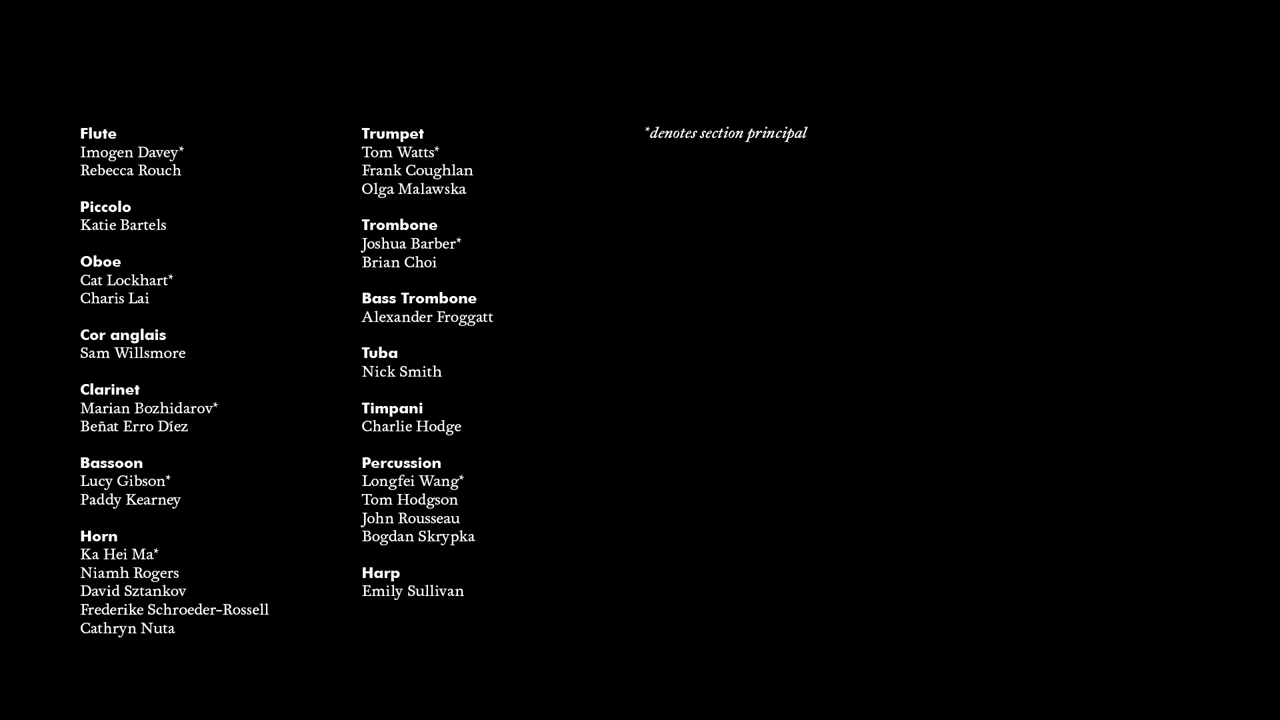 Flute
Imogen Davey*
Rebecca Rouch
Piccolo
Katie Bartels
Oboe
Cat Lockhart*
Charis Lai
Cor anglais
Sam Willsmore
Clarinet
Marian Bozhidarov*
Beñat Erro Díez
Bassoon
Lucy Gibson*
Paddy Kearney
Horn
Ka Hei Ma*
Niamh Rogers
David Sztankov
Frederike Schroeder-Rossell
Cathryn Nuta
Trumpet
Tom Watts*
Frank Coughlan
Olga Malawska
Trombone
Joshua Barber*
Brian Choi
Bass Trombone
Alexander Froggatt
Tuba
Nick Smith
Timpani
Charlie Hodge
Percussion
Longfei Wang*
Tom Hodgson
John Rousseau
Bogdan Skrypka
Harp
Emily Sullivan
*denotes section principal